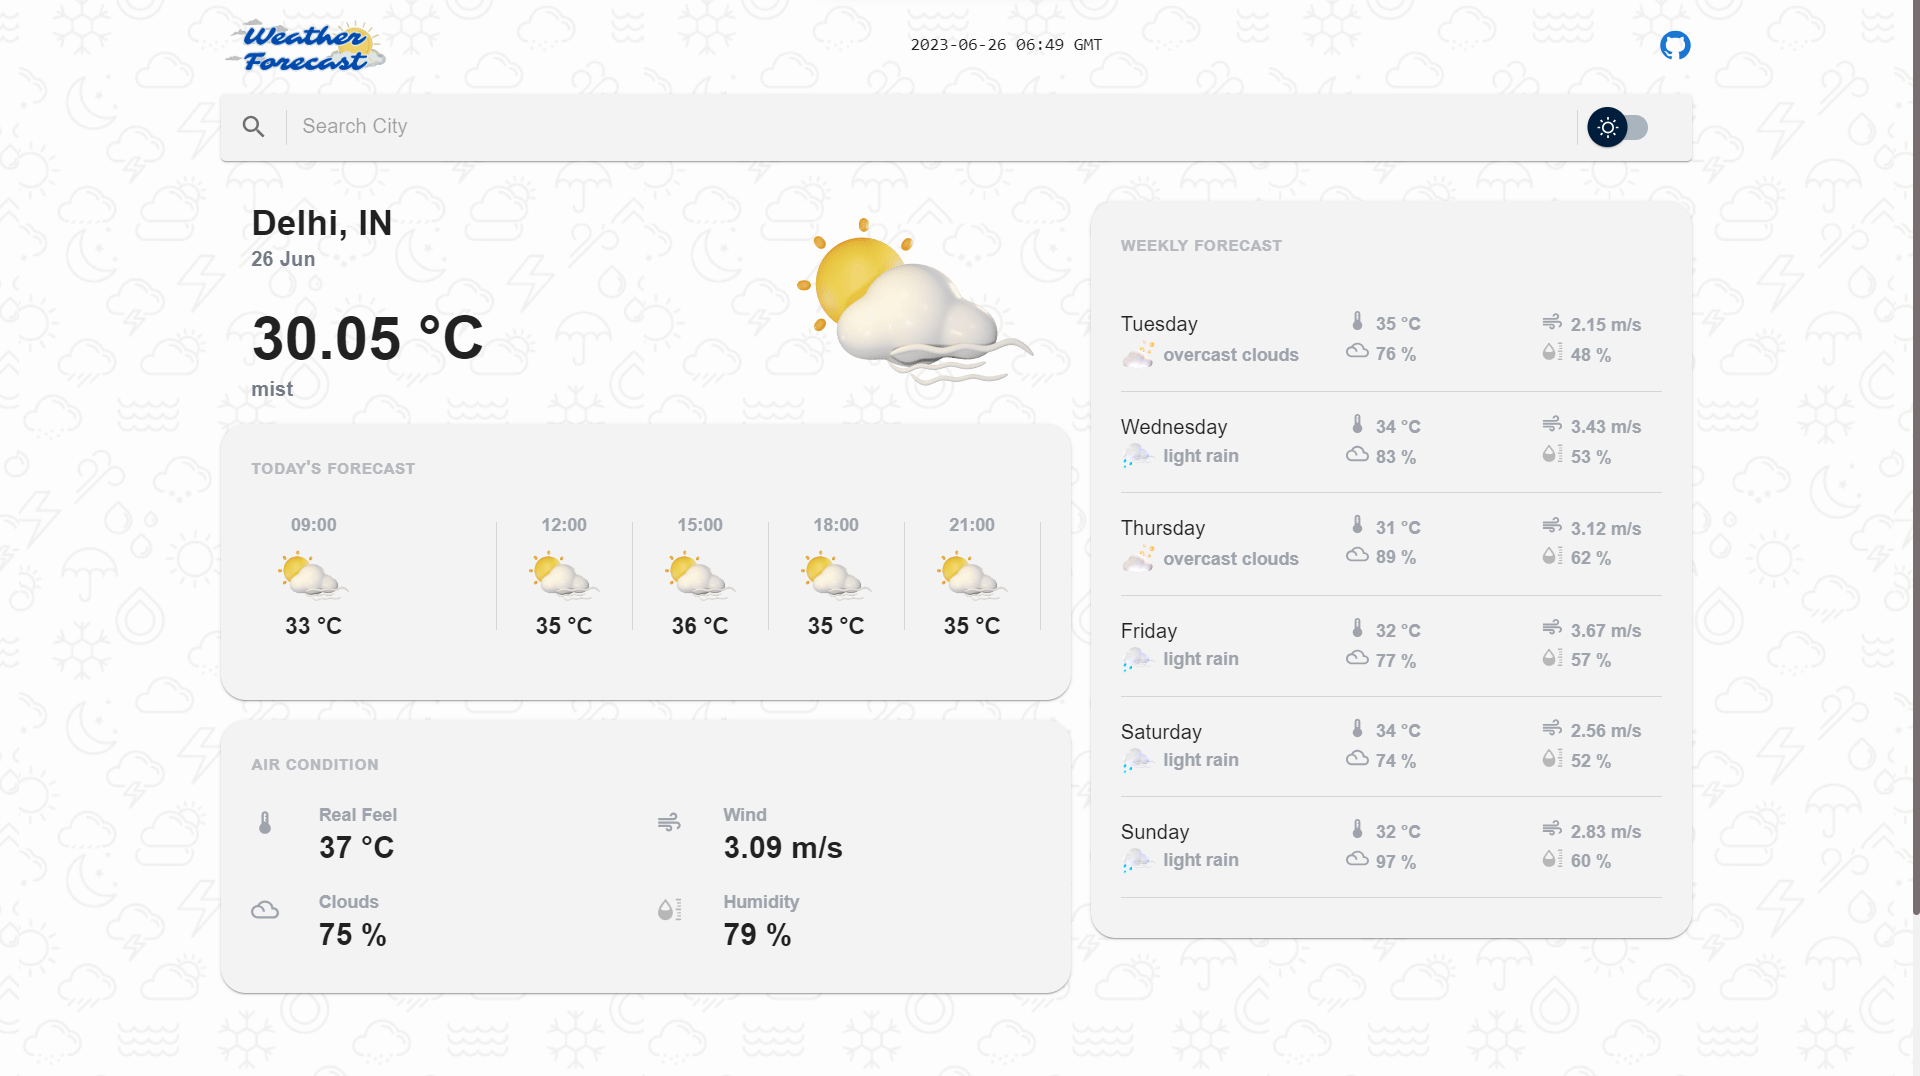 Weather
Forecast
2023-06-26 06:49 GMT
Search City
Delhi, IN
26 Jun
30.05 °C
mist
TODAY'S FORECAST
09:00
12:00
15:00
18:00
21:00
33 °C
35 °C
36 °C
35 °C
35 °C
AIR CONDITION
Real Feel
37 °C
Wind
3.09 m/s
Clouds
75 %
Humidity
79 %
WEEKLY FORECAST
Tuesday
35 °C
2.15 m/s
overcast clouds
76 %
48 %
Wednesday
34 °C
3.43 m/s
light rain
83 %
53 %
Thursday
31 °C
3.12 m/s
overcast clouds
89 %
62 %
Friday
32 °C
3.67 m/s
light rain
77 %
57 %
Saturday
34 °C
2.56 m/s
light rain
74 %
52 %
Sunday
32 °C
2.83 m/s
light rain
97 %
60 %